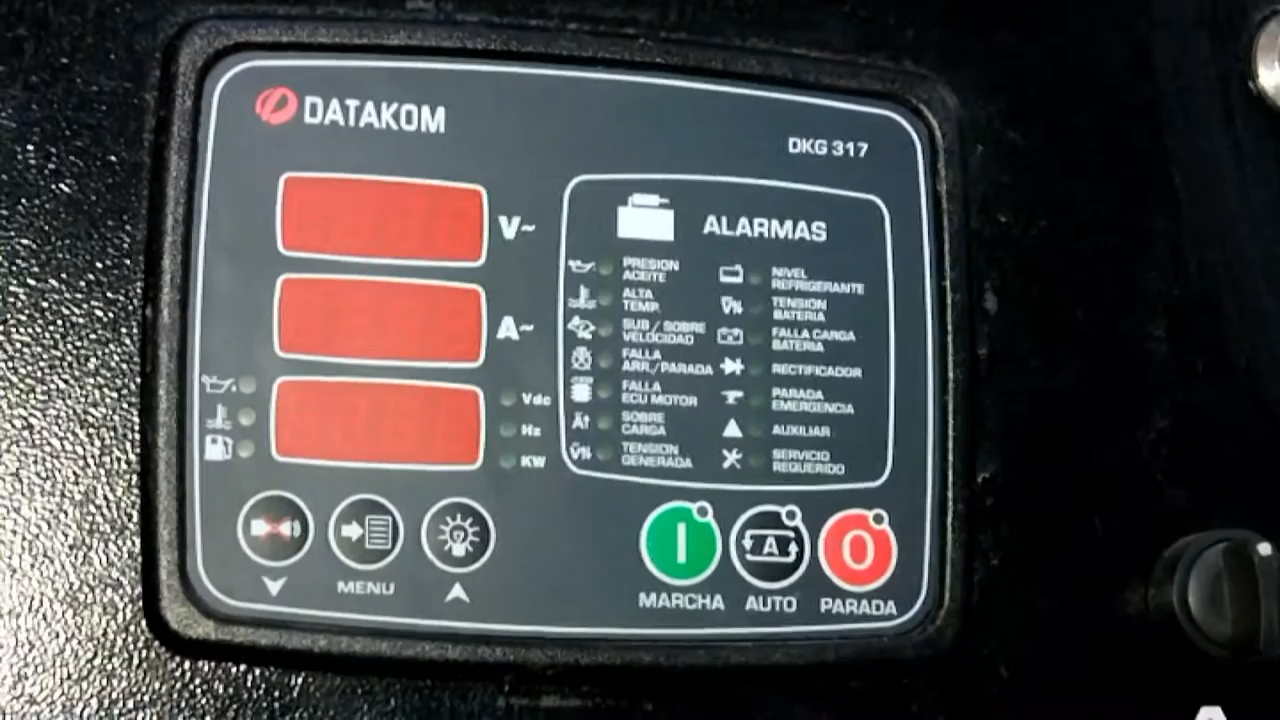 DATAKOM
DKG 317
V~
A~
Vdc
Hz
KW
ALARMAS
PRESION
ACEITE
ALTA
TEMP.
SUB / SOBRE
VELOCIDAD
FALLA
ARR./PARADA
FALLA
ECU MOTOR
SOBRE
CARGA
TENSION
GENERADA
NIVEL
REFRIGERANTE
TENSION
BATERIA
FALLA CARGA
BATERIA
RECTIFICADOR
PARADA
EMERGENCIA
AUXILIAR
SERVICIO
REQUERIDO
MENU
I
A
O
MARCHA
AUTO
PARADA